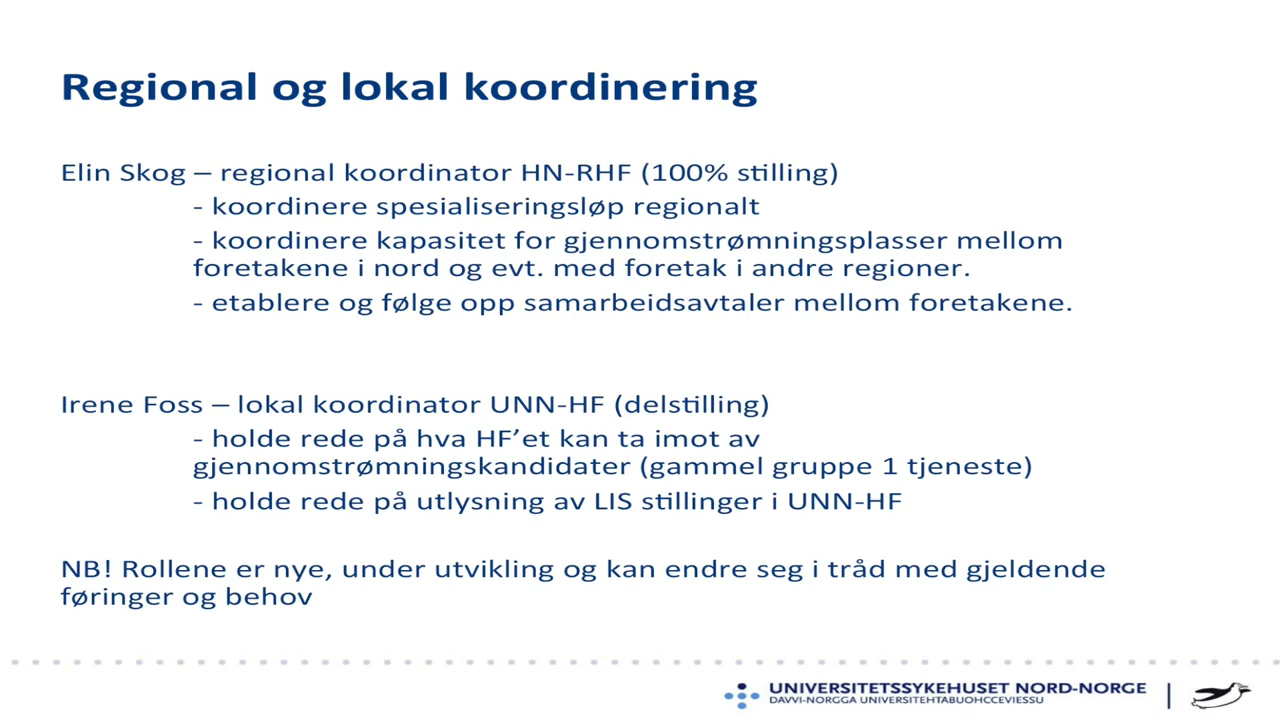 Regional og lokal koordinering
Elin Skog – regional koordinator HN-RHF (100% stilling)
- koordinere spesialiseringsløp regionalt
- koordinere kapasitet for gjennomstrømningsplasser mellom
foretakene i nord og evt. med foretak i andre regioner.
- etablere og følge opp samarbeidsavtaler mellom foretakene.
Irene Foss – lokal koordinator UNN-HF (delstilling)
- holde rede på hva HF’et kan ta imot av
gjennomstrømningskandidater (gammel gruppe 1 tjeneste)
- holde rede på utlysning av LIS stillinger i UNN-HF
NB! Rollene er nye, under utvikling og kan endre seg i tråd med gjeldende
føringer og behov
UNIVERSITETSSYKEHUSET NORD-NORGE
DAVVI-NORGGA UNIVERSITEHTABUOHCCEVIESSU